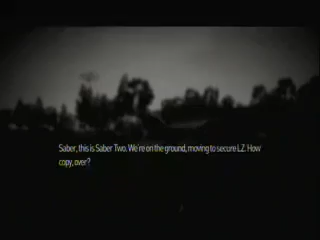 Saber, this is Saber Two. We're on the ground, moving to secure LZ. How
copy, over?